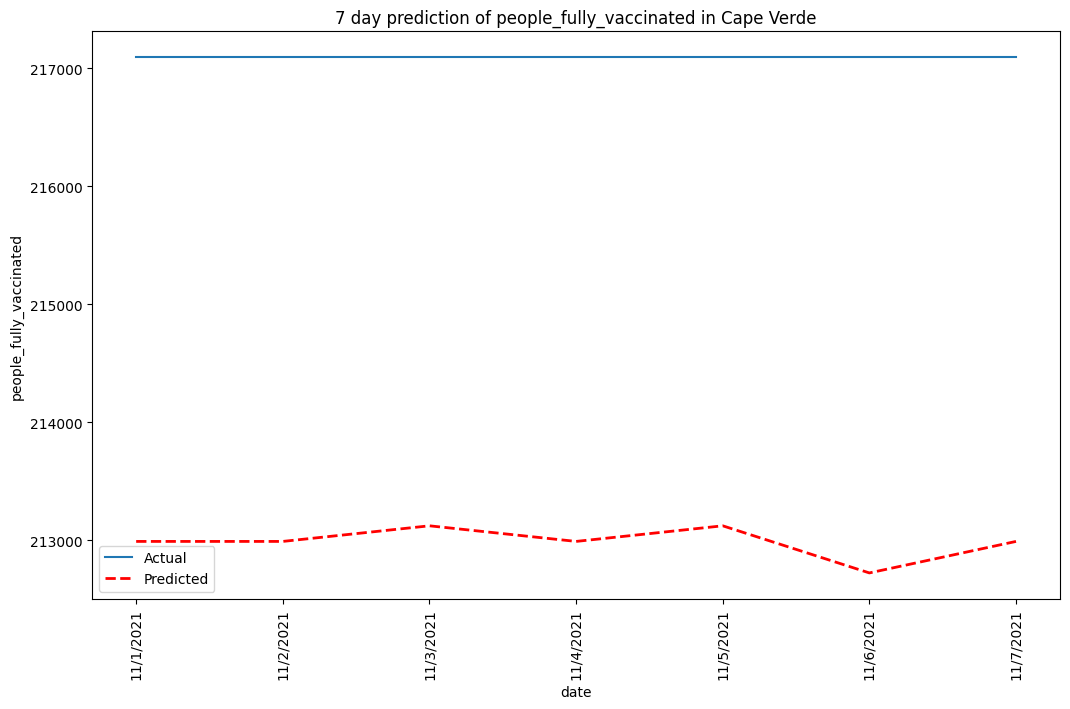 7 day prediction of people_fully_vaccinated in Cape Verde
people_fully_vaccinated
217000
216000
215000
214000
213000
Actual
Predicted
11/1/2021
11/2/2021
11/3/2021
11/4/2021
11/5/2021
11/6/2021
11/7/2021
date